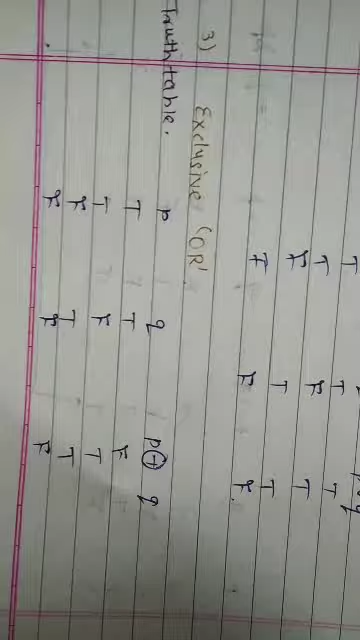 p q
T T T
T F T
F T T
F F F
3) Exclusive 'OR'
Truth table.
p q p ⊕ q
T T F
T F T
F T T
F F F